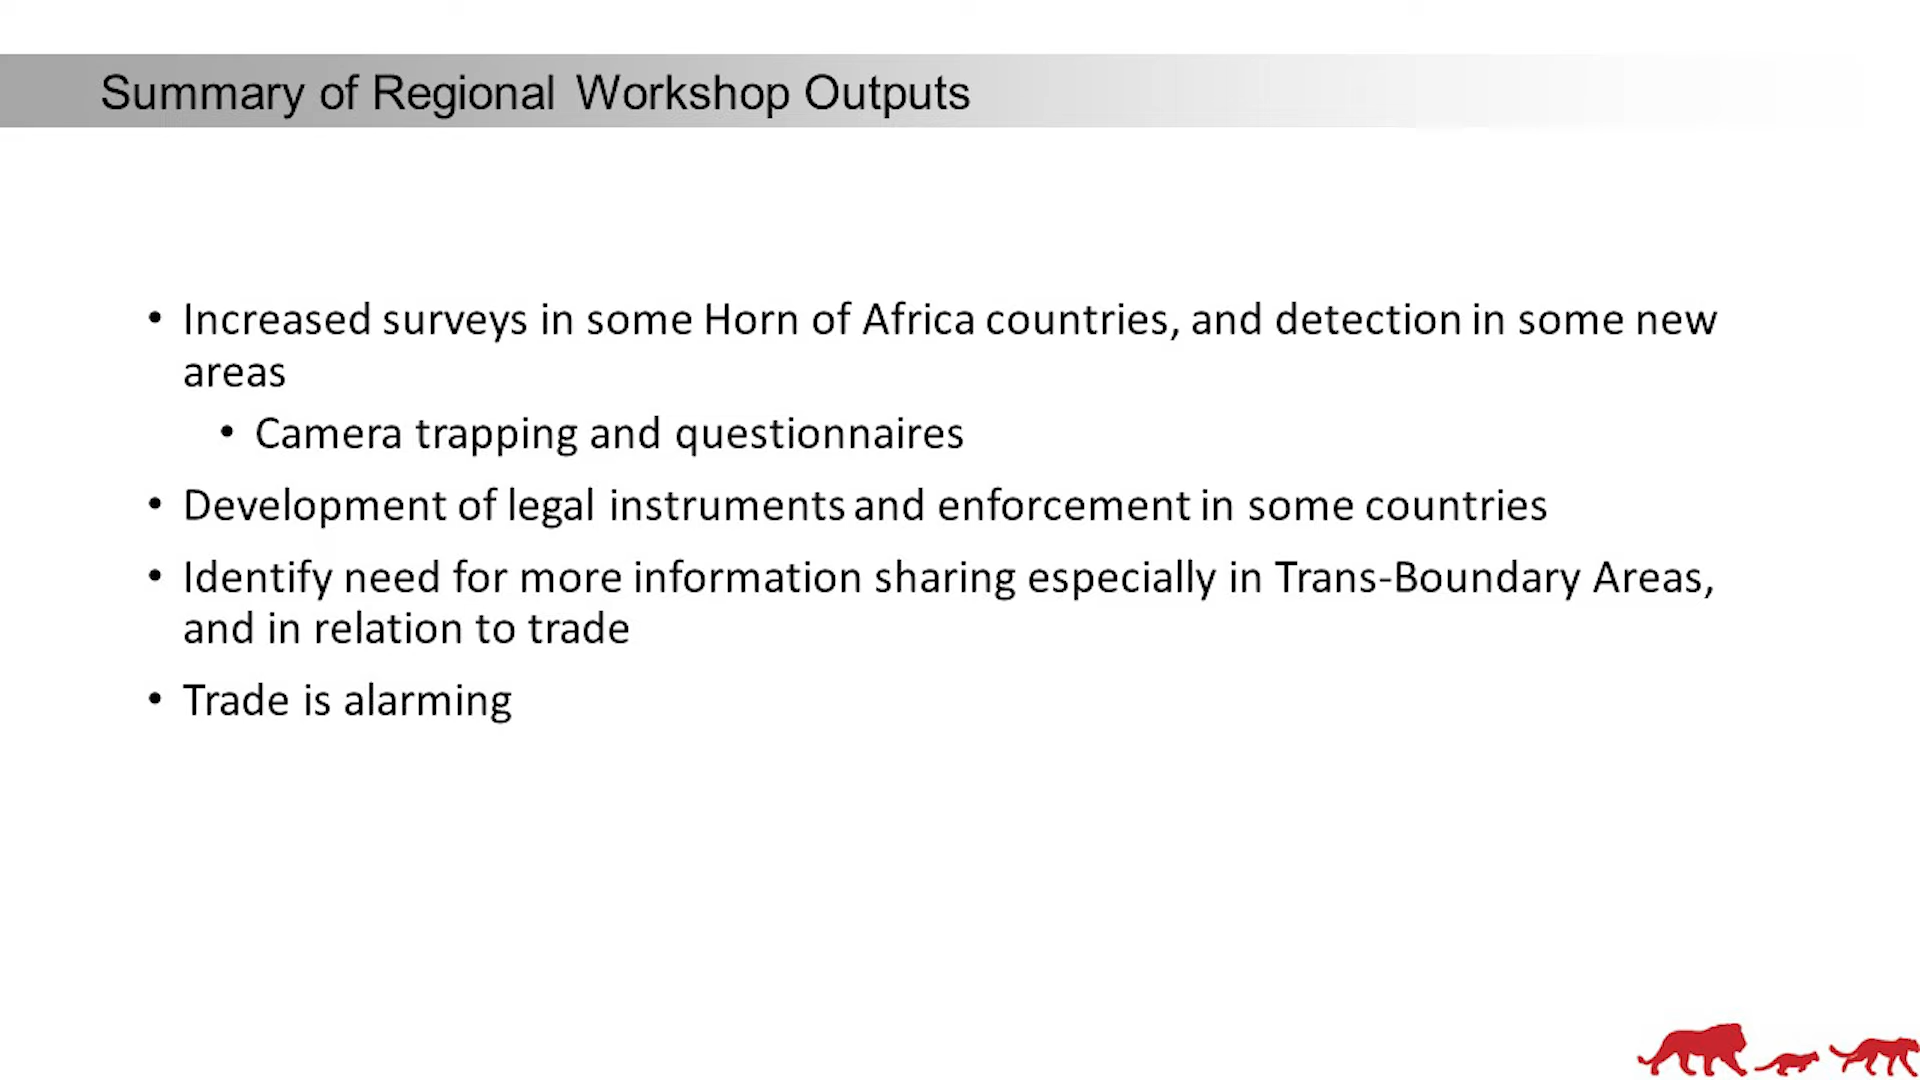 Summary of Regional Workshop Outputs
• Increased surveys in some Horn of Africa countries, and detection in some new
areas
• Camera trapping and questionnaires
• Development of legal instruments and enforcement in some countries
• Identify need for more information sharing especially in Trans-Boundary Areas,
and in relation to trade
• Trade is alarming